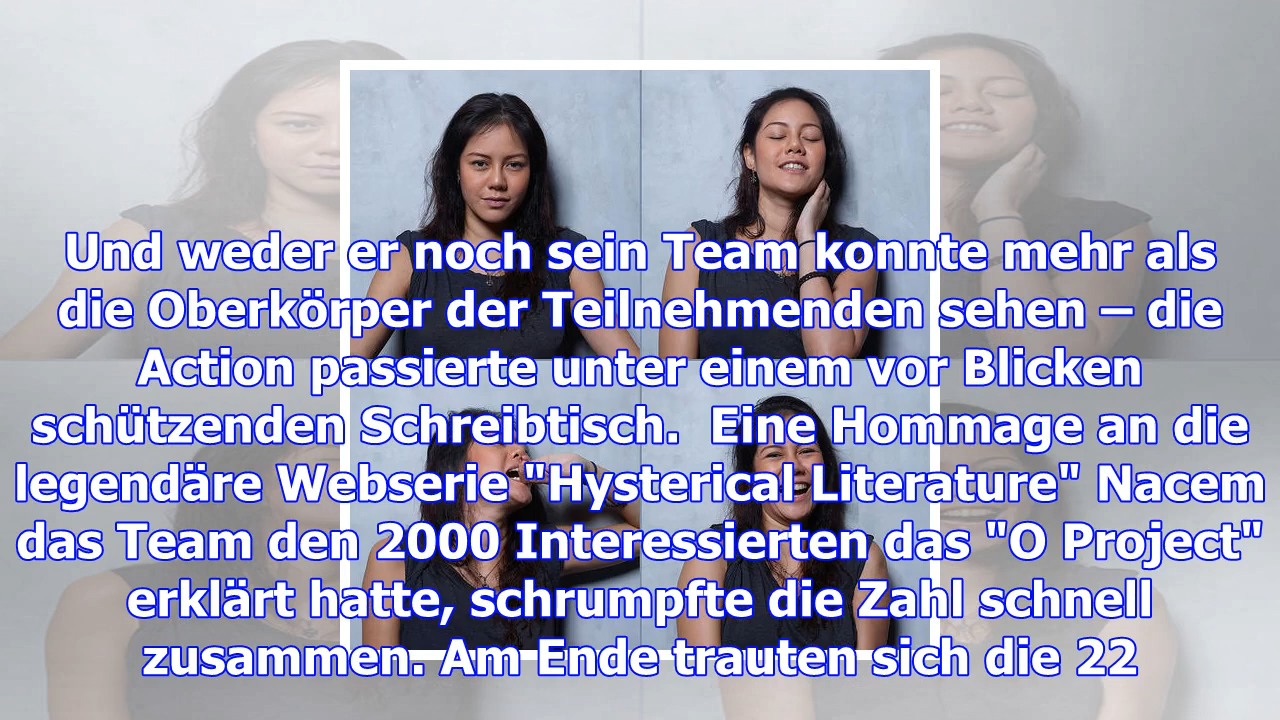 Und weder er noch sein Team konnte mehr als
die Oberkörper der Teilnehmenden sehen – die
Action passierte unter einem vor Blicken
schützenden Schreibtisch.  Eine Hommage an die
legendäre Webserie "Hysterical Literature" Nacem
das Team den 2000 Interessierten das "O Project"
erklärt hatte, schrumpfte die Zahl schnell
zusammen. Am Ende trauten sich die 22